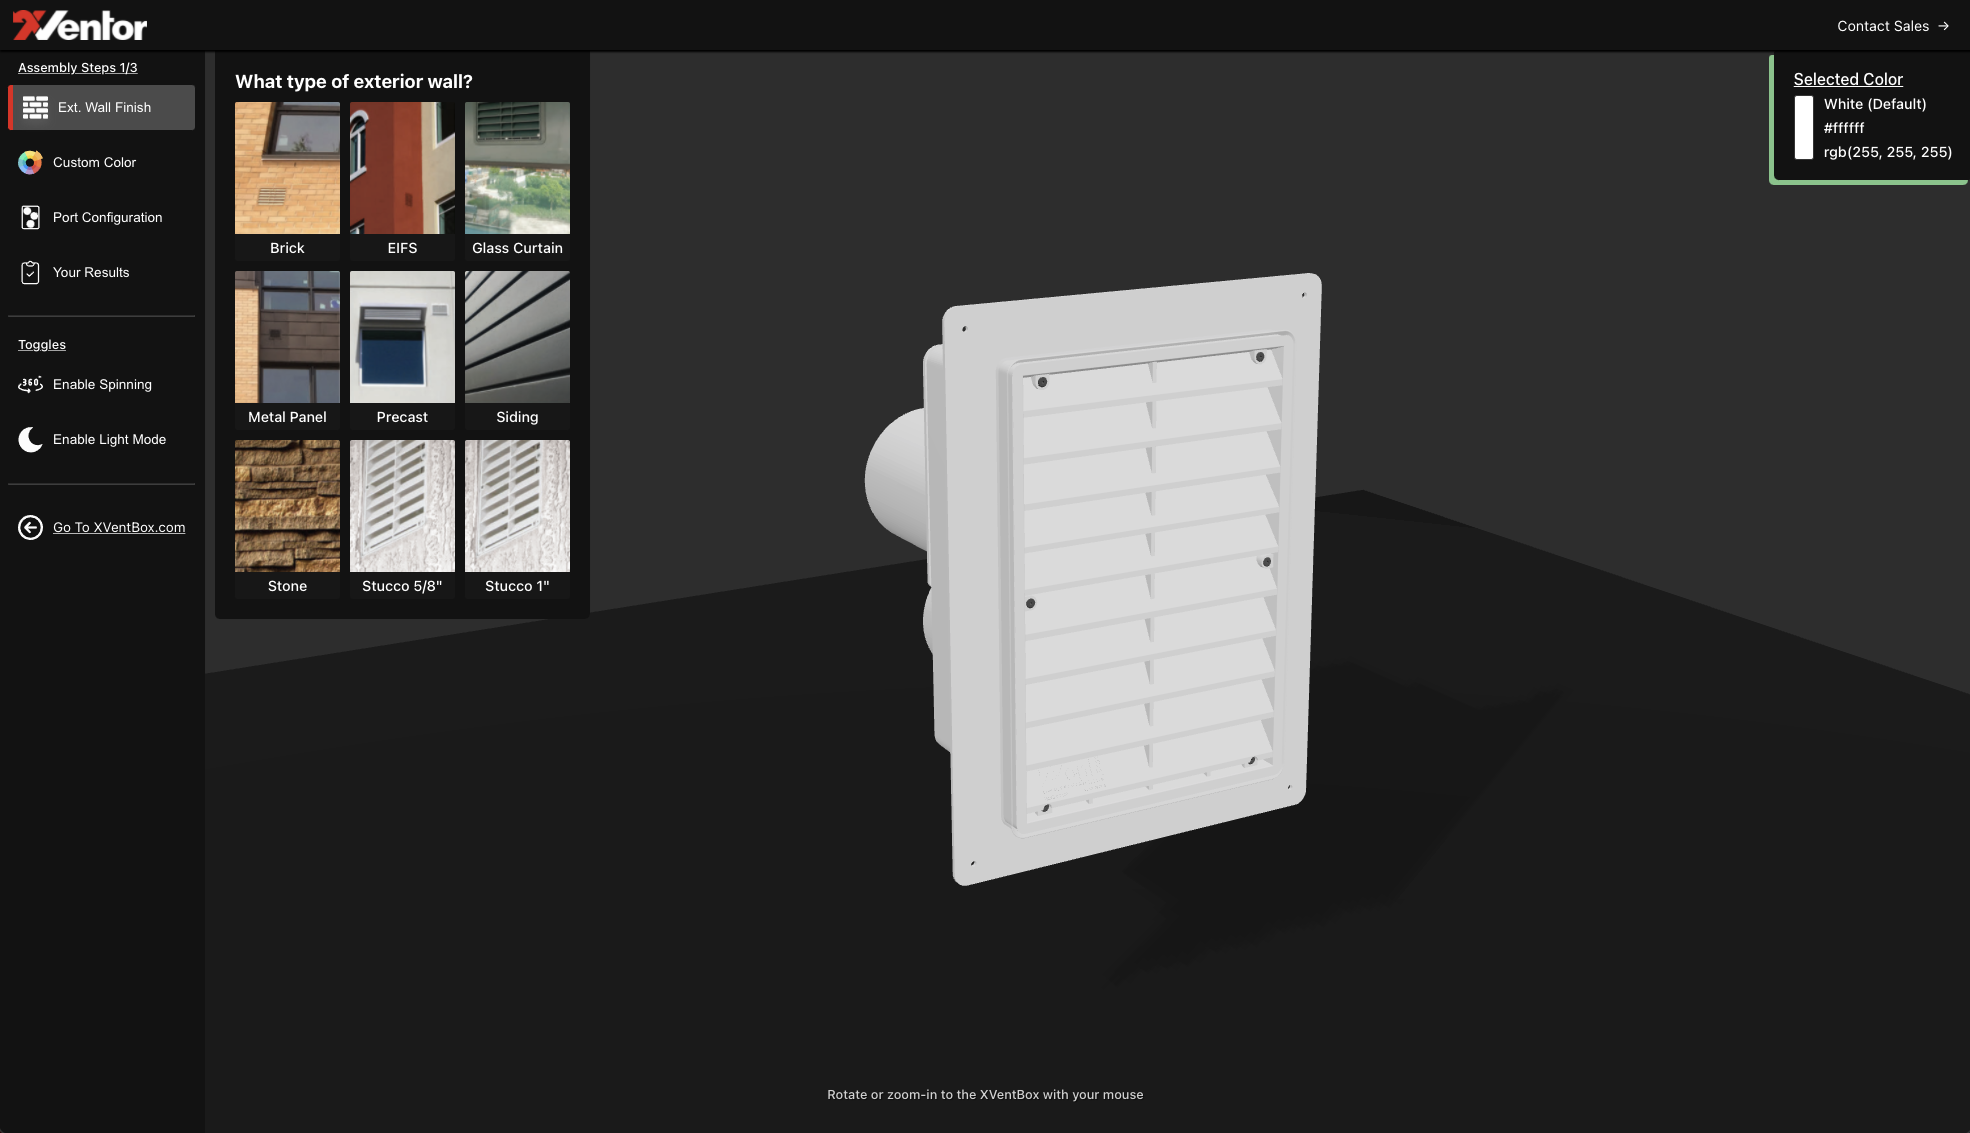 XVentor
Contact Sales →
Assembly Steps 1/3
Ext. Wall Finish
Custom Color
Port Configuration
Your Results
Toggles
360°
Enable Spinning
Enable Light Mode
Go To XVentBox.com
What type of exterior wall?
Brick
EIFS
Glass Curtain
Metal Panel
Precast
Siding
Stone
Stucco 5/8"
Stucco 1"
Selected Color
White (Default)
#ffffff
rgb(255, 255, 255)
Rotate or zoom-in to the XVentBox with your mouse